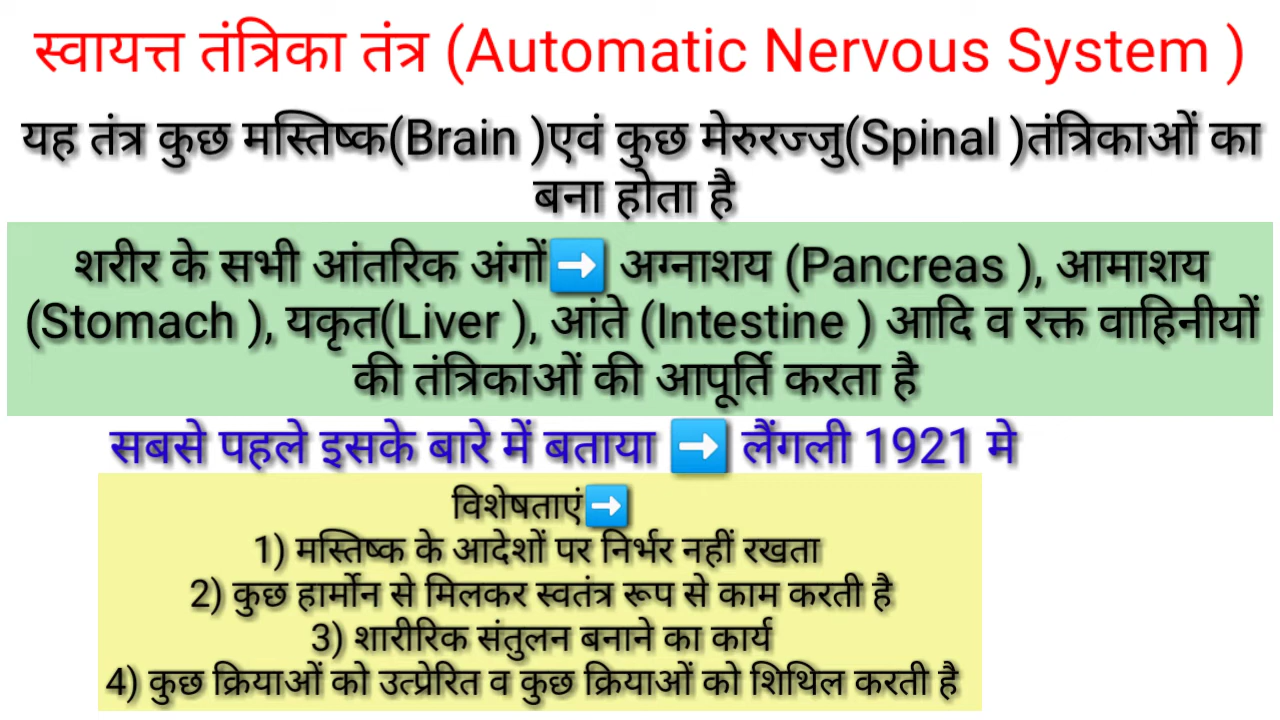 स्वायत्त तंत्रिका तंत्र (Automatic Nervous System )
यह तंत्र कुछ मस्तिष्क(Brain )एवं कुछ मेरुरज्जु(Spinal )तंत्रिकाओं का
बना होता है
शरीर के सभी आंतरिक अंगों➡️ अग्नाशय (Pancreas ), आमाशय
(Stomach ), यकृत(Liver ), आंते (Intestine ) आदि व रक्त वाहिनीयों
की तंत्रिकाओं की आपूर्ति करता है
सबसे पहले इसके बारे में बताया ➡️ लैंगली 1921 मे
विशेषताएं➡️
1) मस्तिष्क के आदेशों पर निर्भर नहीं रखता
2) कुछ हार्मोन से मिलकर स्वतंत्र रूप से काम करती है
3) शारीरिक संतुलन बनाने का कार्य
4) कुछ क्रियाओं को उत्प्रेरित व कुछ क्रियाओं को शिथिल करती है